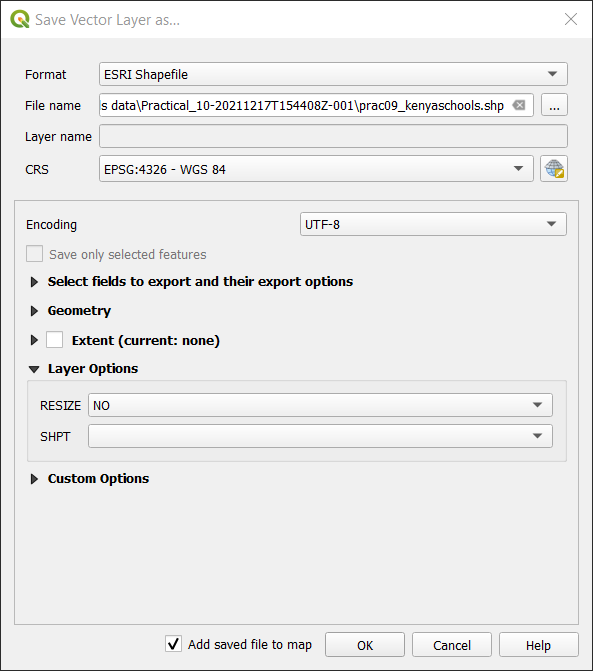 Save Vector Layer as...
Format ESRI Shapefile
File name s data\Practical_10-20211217T154408Z-001\prac09_kenyaschools.shp ...
Layer name
CRS EPSG:4326 - WGS 84
Encoding UTF-8
Save only selected features
Select fields to export and their export options
Geometry
Extent (current: none)
Layer Options
RESIZE NO
SHPT
Custom Options
Add saved file to map OK Cancel Help